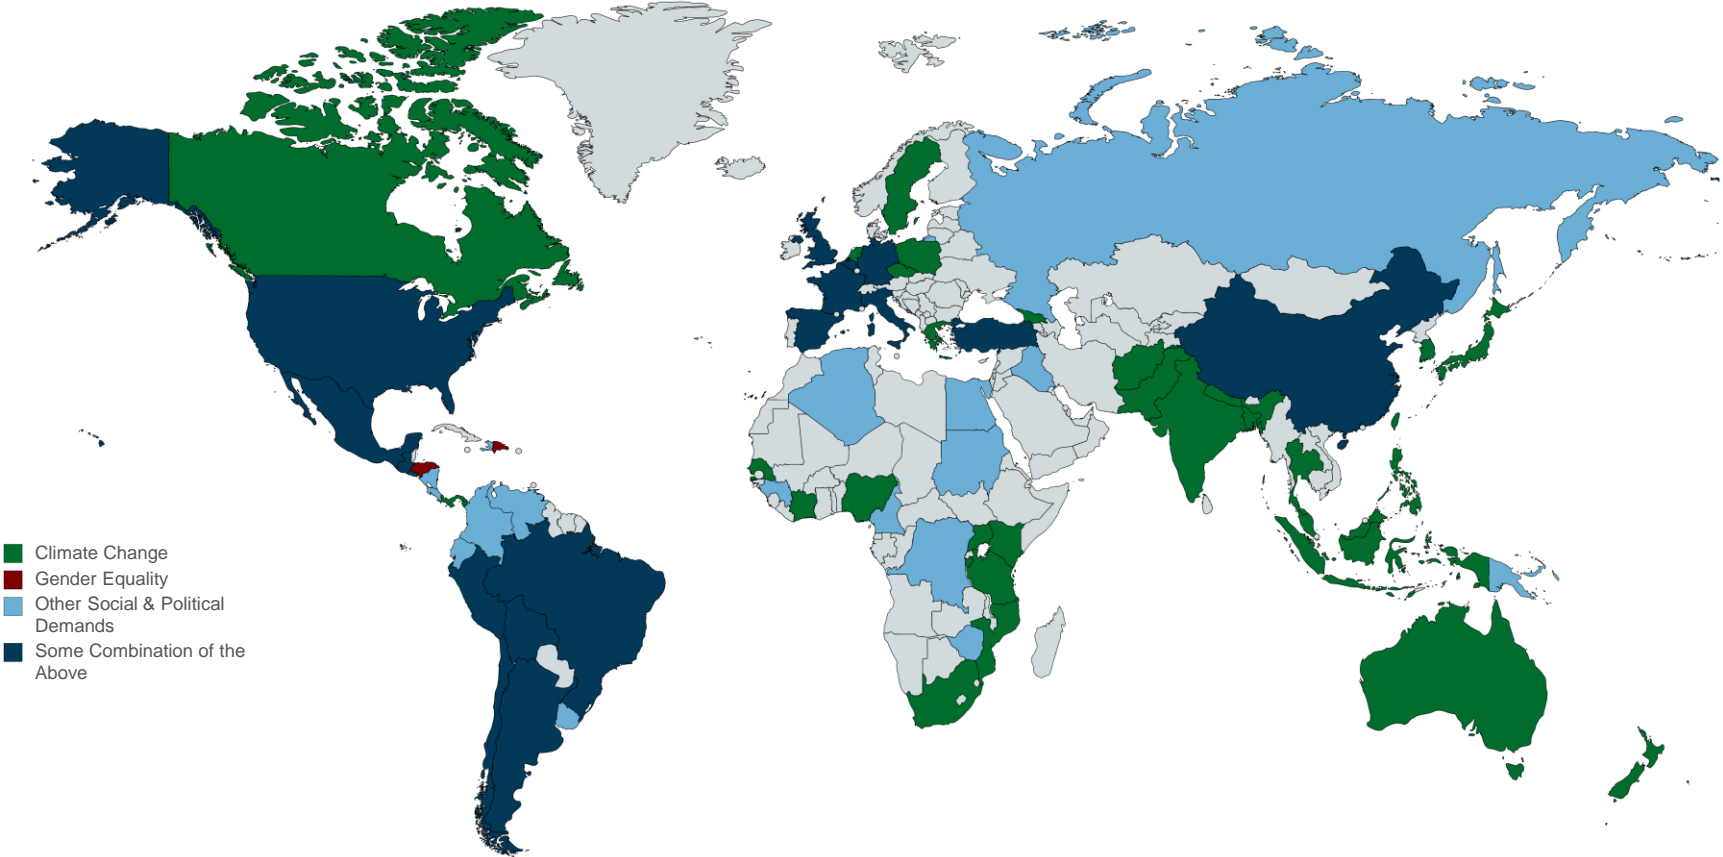 Climate Change
Gender Equality
Other Social & Political
Demands
Some Combination of the
Above